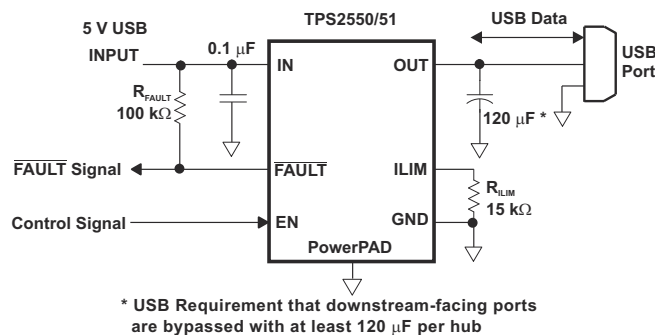 TPS2550/51
5 V USB
INPUT
0.1 μF
USB Data
USB
Port
IN
OUT
R_FAULT
100 kΩ
120 μF *
FAULT Signal
FAULT
ILIM
R_ILIM
15 kΩ
Control Signal
EN
GND
PowerPAD
* USB Requirement that downstream-facing ports
are bypassed with at least 120 μF per hub